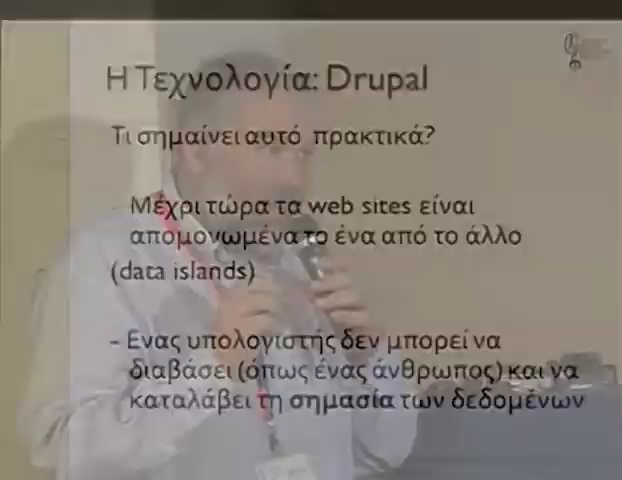 Η Τεχνολογία: Drupal
Τι σημαίνει αυτό πρακτικά?
- Μέχρι τώρα τα web sites είναι
απομονωμένα το ένα από το άλλο
(data islands)
- Ενας υπολογιστής δεν μπορεί να
διαβάσει (όπως ένας άνθρωπος) και να
καταλάβει τη σημασία των δεδομένων